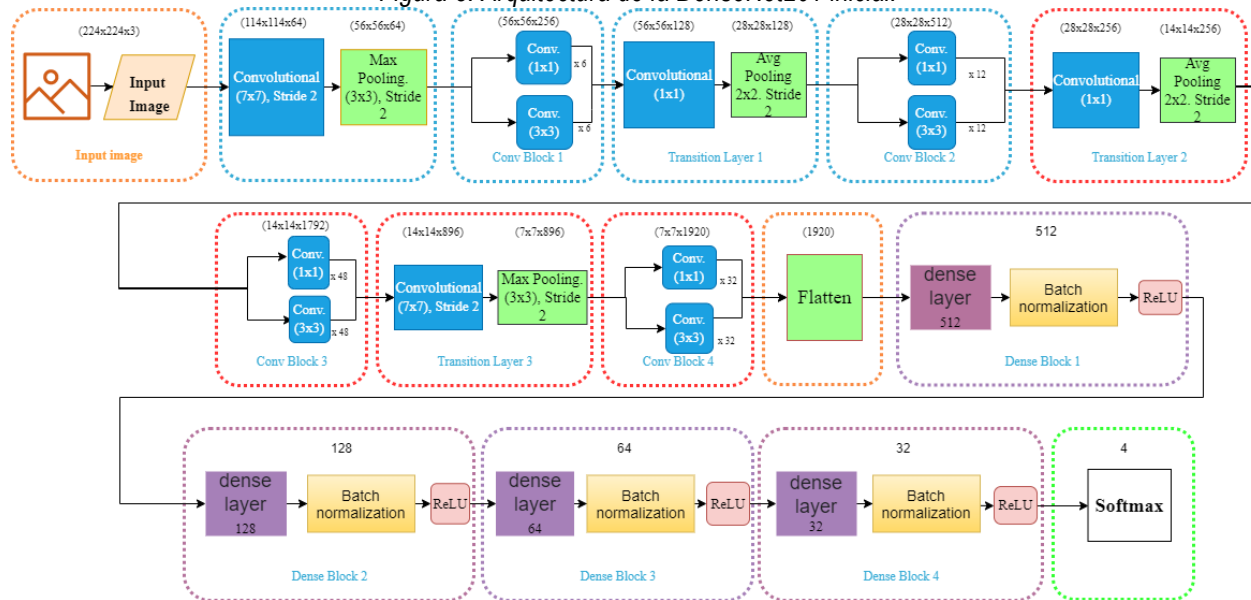 (224x224x3)
Input
Image
Input image
(114x114x64)
Convolutional
(7x7), Stride 2
(56x56x64)
Max
Pooling.
(3x3), Stride
2
(56x56x256)
Conv.
(1x1)
x 6
Conv.
(3x3)
x 6
Conv Block 1
(56x56x128)
Convolutional
(1x1)
(28x28x128)
Avg
Pooling
2x2. Stride
2
Transition Layer 1
(28x28x512)
Conv.
(1x1)
x 12
Conv.
(3x3)
x 12
Conv Block 2
(28x28x256)
Convolutional
(1x1)
(14x14x256)
Avg
Pooling
2x2. Stride
2
Transition Layer 2
(14x14x1792)
Conv.
(1x1)
x 48
Conv.
(3x3)
x 48
Conv Block 3
(14x14x896)
Convolutional
(7x7), Stride 2
(7x7x896)
Max Pooling.
(3x3), Stride
2
Transition Layer 3
(7x7x1920)
Conv.
(1x1)
x 32
Conv.
(3x3)
x 32
Conv Block 4
(1920)
Flatten
512
dense
layer
512
Batch
normalization
ReLU
Dense Block 1
128
dense
layer
128
Batch
normalization
ReLU
Dense Block 2
64
dense
layer
64
Batch
normalization
ReLU
Dense Block 3
32
dense
layer
32
Batch
normalization
ReLU
Dense Block 4
4
Softmax